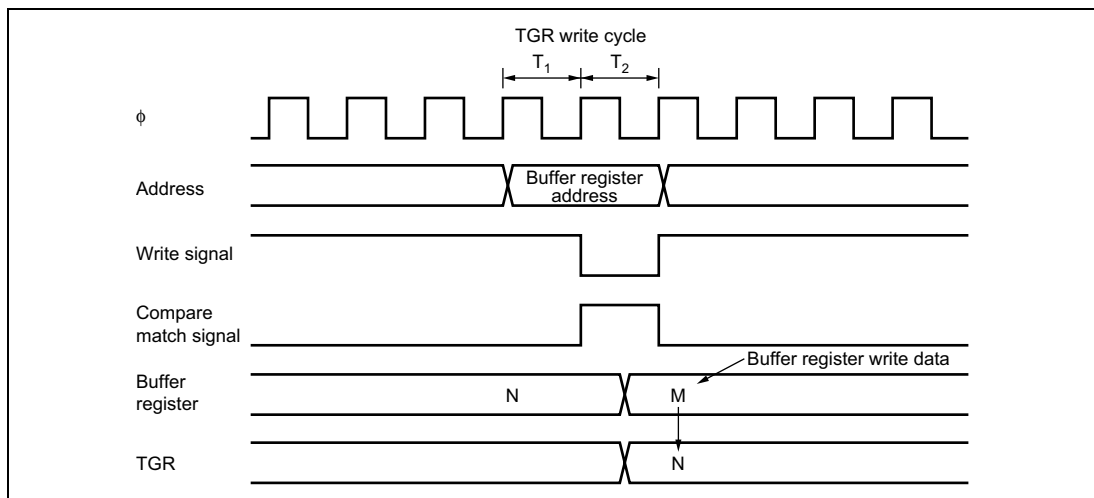 TGR write cycle
T1 T2
ϕ
Address
Buffer register
address
Write signal
Compare
match signal
Buffer register write data
Buffer
register
N M
TGR
N